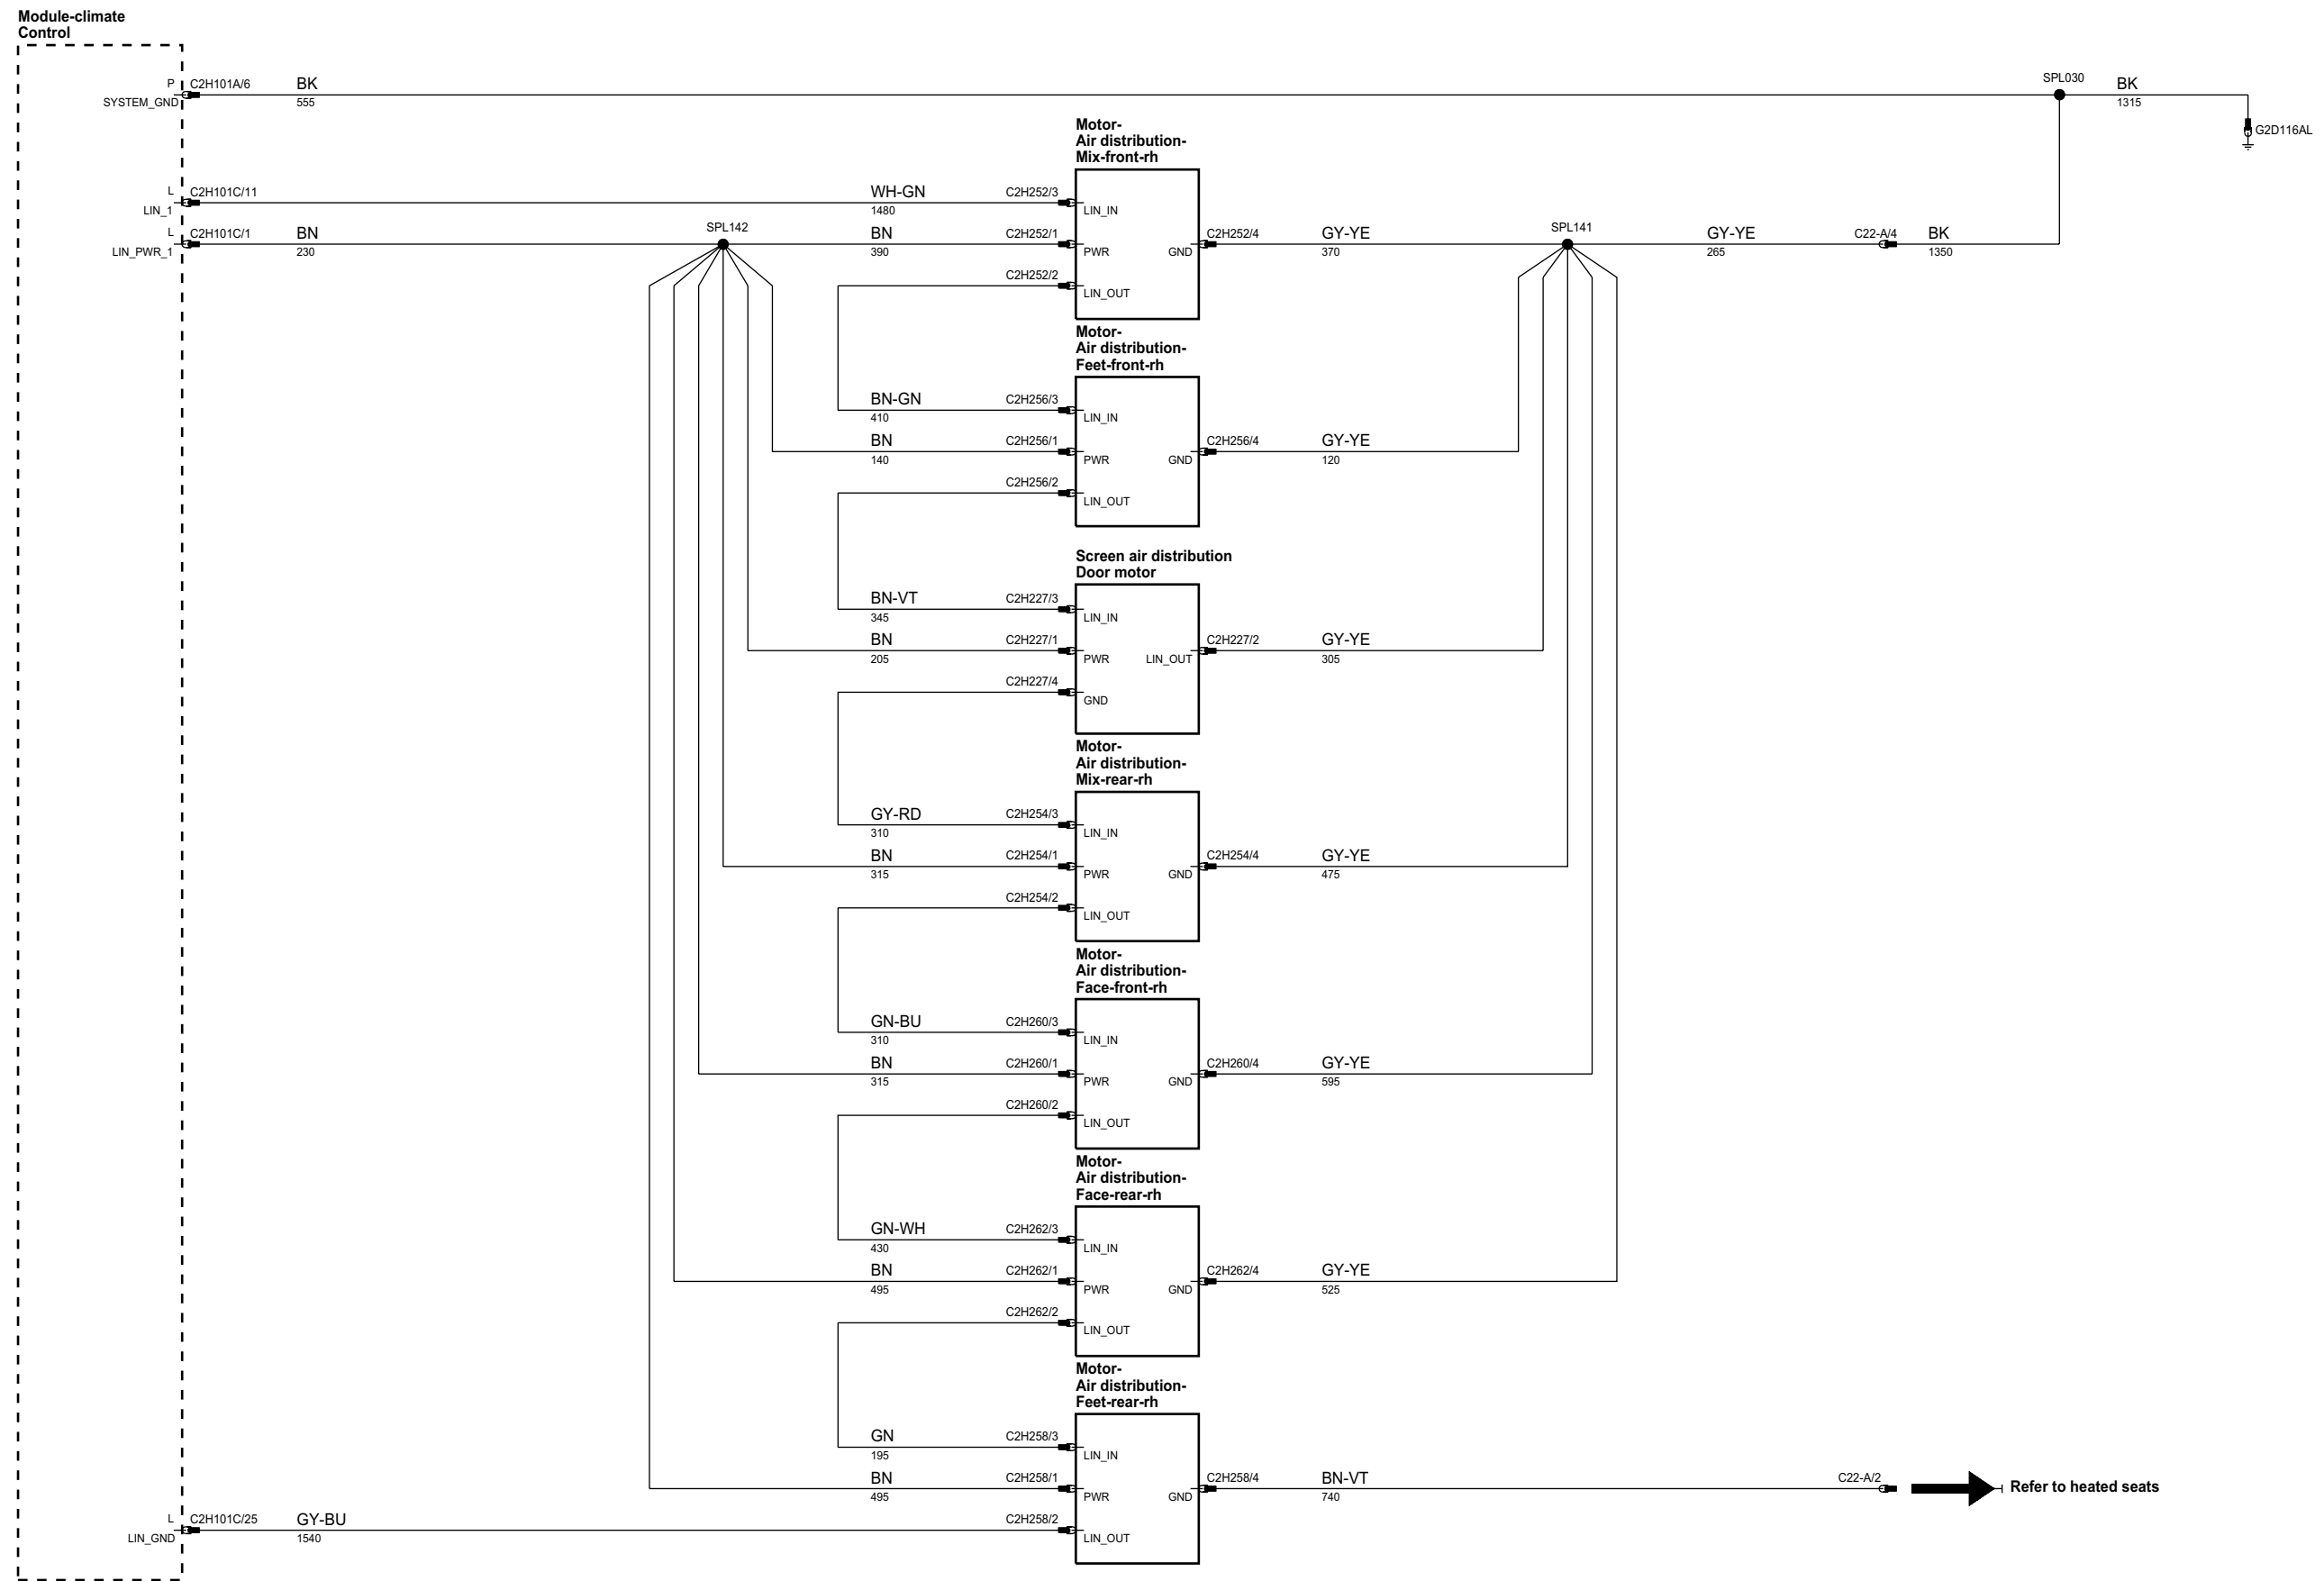 Module-climate
Control
P C2H101A/6 BK
SYSTEM_GND 555
SPL030 BK
1315
G2D116AL
Motor-
Air distribution-
Mix-front-rh
L C2H101C/11 WH-GN C2H252/3
LIN_1 1480 LIN_IN
L C2H101C/1 BN SPL142 BN C2H252/1 C2H252/4 GY-YE SPL141 GY-YE C22-A/4 BK
LIN_PWR_1 230 390 PWR GND 370 265 1350
C2H252/2
LIN_OUT
Motor-
Air distribution-
Feet-front-rh
BN-GN C2H256/3
410 LIN_IN
BN C2H256/1 C2H256/4 GY-YE
140 PWR GND 120
C2H256/2
LIN_OUT
Screen air distribution
Door motor
BN-VT C2H227/3
345 LIN_IN
BN C2H227/1 C2H227/2 GY-YE
205 PWR LIN_OUT 305
C2H227/4
GND
Motor-
Air distribution-
Mix-rear-rh
GY-RD C2H254/3
310 LIN_IN
BN C2H254/1 C2H254/4 GY-YE
315 PWR GND 475
C2H254/2
LIN_OUT
Motor-
Air distribution-
Face-front-rh
GN-BU C2H260/3
310 LIN_IN
BN C2H260/1 C2H260/4 GY-YE
315 PWR GND 595
C2H260/2
LIN_OUT
Motor-
Air distribution-
Face-rear-rh
GN-WH C2H262/3
430 LIN_IN
BN C2H262/1 C2H262/4 GY-YE
495 PWR GND 525
C2H262/2
LIN_OUT
Motor-
Air distribution-
Feet-rear-rh
GN C2H258/3
195 LIN_IN
BN C2H258/1 C2H258/4 BN-VT C22-A/2 Refer to heated seats
495 PWR GND 740
L C2H101C/25 GY-BU C2H258/2
LIN_GND 1540 LIN_OUT